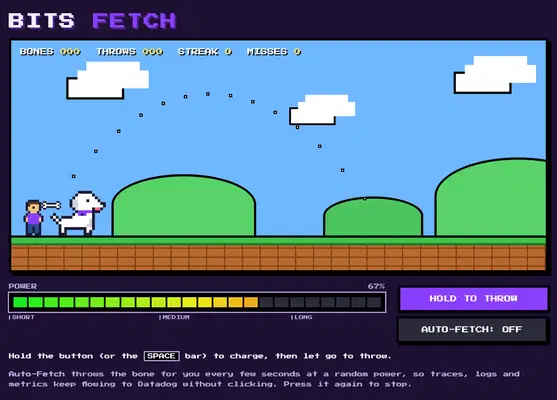 BITS FETCH
BONES 000 THROWS 000 STREAK 0 MISSES 0
POWER 67%
|SHORT |MEDIUM |LONG
HOLD TO THROW
AUTO-FETCH: OFF
Hold the button (or the SPACE bar) to charge, then let go to throw.
Auto-Fetch throws the bone for you every few seconds at a random power, so traces, logs and
metrics keep flowing to Datadog without clicking. Press it again to stop.